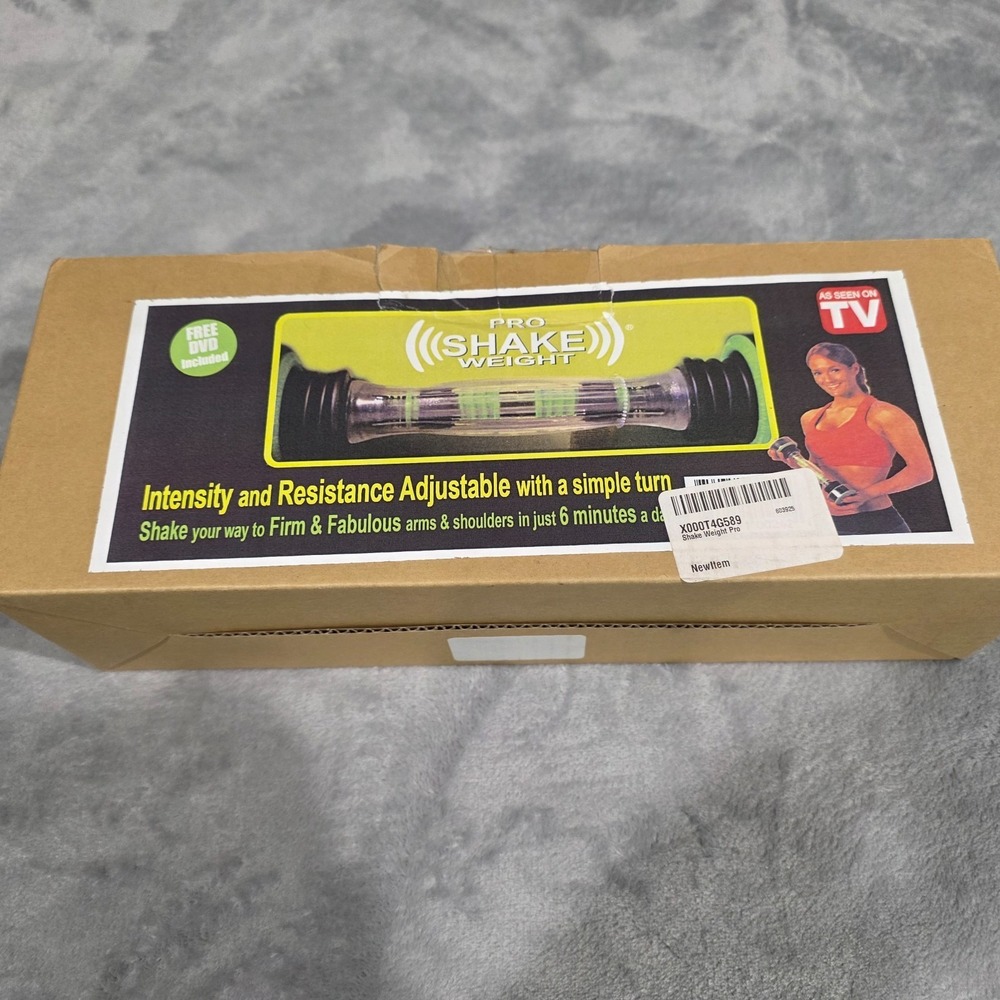 FREE
DVD
Included
PRO
SHAKE®
WEIGHT
AS SEEN ON
TV
Intensity and Resistance Adjustable with a simple turn
Shake your way to Firm & Fabulous arms & shoulders in just 6 minutes a
603925
X000T4G589
Shake Weight Pro
NewItem